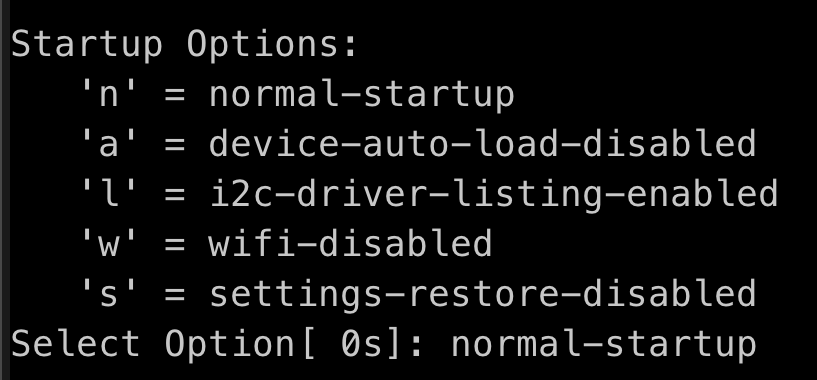 Startup Options:
   'n' = normal-startup
   'a' = device-auto-load-disabled
   'l' = i2c-driver-listing-enabled
   'w' = wifi-disabled
   's' = settings-restore-disabled
Select Option[ 0s]: normal-startup